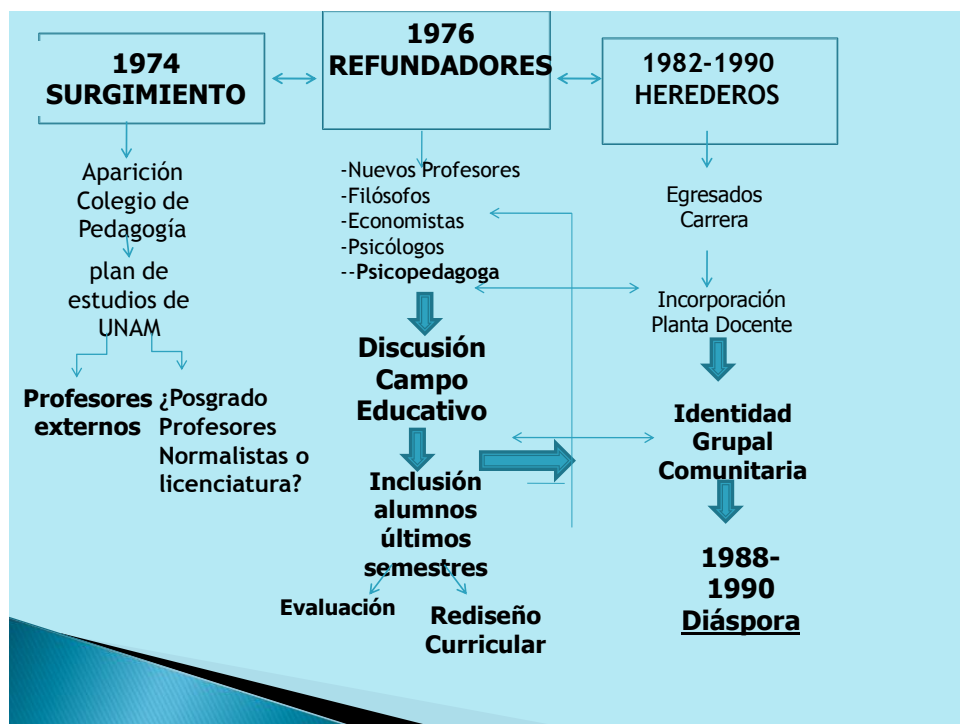 1974
SURGIMIENTO
Aparición
Colegio de
Pedagogía
plan de
estudios de
UNAM
Profesores
externos
¿Posgrado
Profesores
Normalistas o
licenciatura?
1976
REFUNDADORES
-Nuevos Profesores
-Filósofos
-Economistas
-Psicólogos
--Psicopedagoga
Discusión
Campo
Educativo
Inclusión
alumnos
últimos
semestres
Evaluación
Rediseño
Curricular
1982-1990
HEREDEROS
Egresados
Carrera
Incorporación
Planta Docente
Identidad
Grupal
Comunitaria
1988-
1990
Diáspora